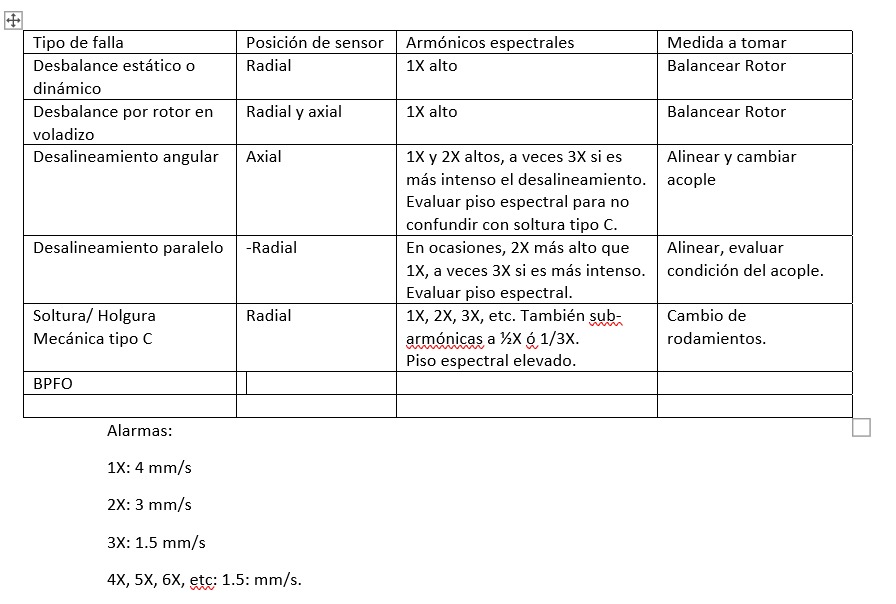 Tipo de falla
Posición de sensor
Armónicos espectrales
Medida a tomar
Desbalance estático o
dinámico
Radial
1X alto
Balancear Rotor
Desbalance por rotor en
voladizo
Radial y axial
1X alto
Balancear Rotor
Desalineamiento angular
Axial
1X y 2X altos, a veces 3X si es
más intenso el desalineamiento.
Evaluar piso espectral para no
confundir con soltura tipo C.
Alinear y cambiar
acople
Desalineamiento paralelo
-Radial
En ocasiones, 2X más alto que
1X, a veces 3X si es más intenso.
Evaluar piso espectral.
Alinear, evaluar
condición del acople.
Soltura/ Holgura
Mecánica tipo C
Radial
1X, 2X, 3X, etc. También sub-
armónicas a ½X ó 1/3X.
Piso espectral elevado.
Cambio de
rodamientos.
BPFO
Alarmas:
1X: 4 mm/s
2X: 3 mm/s
3X: 1.5 mm/s
4X, 5X, 6X, etc: 1.5: mm/s.